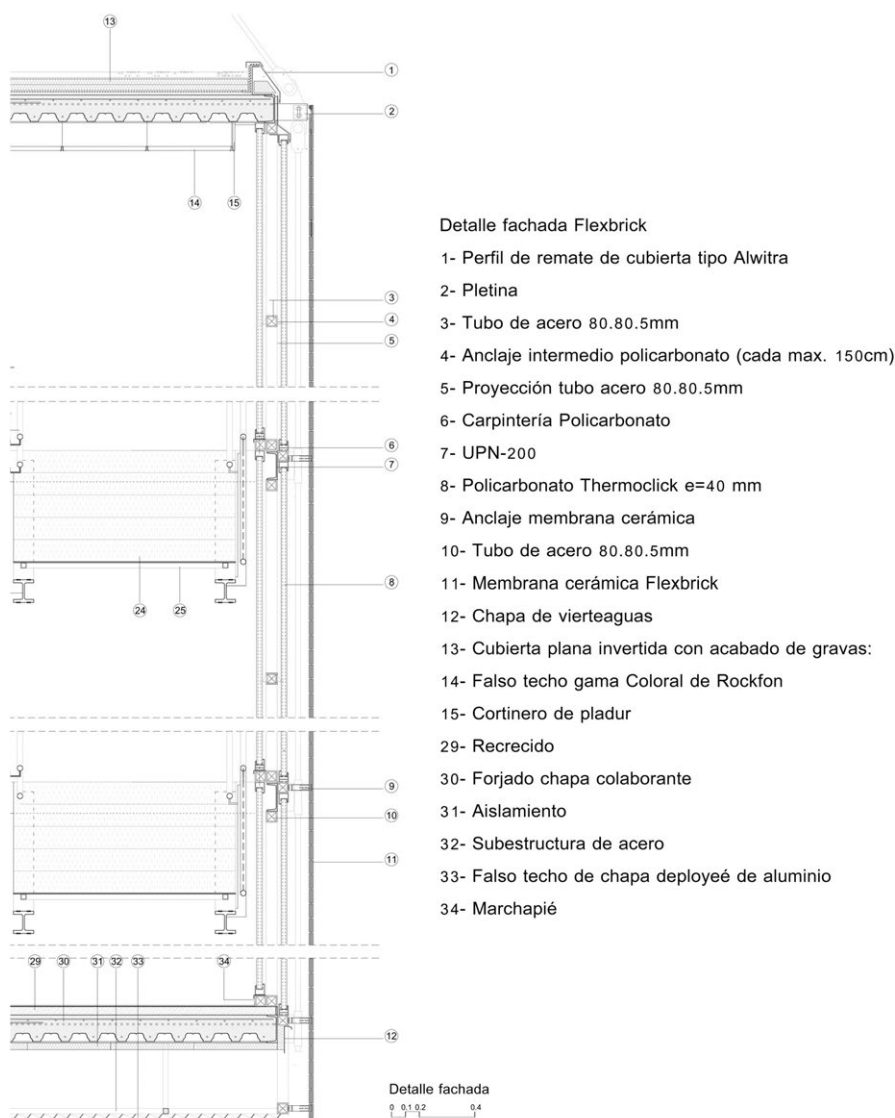 13
1
2
14
15
3
4
5
6
7
24
25
8
9
10
11
29 30 31 32 33 34
12
Detalle fachada Flexbrick
1- Perfil de remate de cubierta tipo Alwitra
2- Pletina
3- Tubo de acero 80.80.5mm
4- Anclaje intermedio policarbonato (cada max. 150cm)
5- Proyección tubo acero 80.80.5mm
6- Carpintería Policarbonato
7- UPN-200
8- Policarbonato Thermoclick e=40 mm
9- Anclaje membrana cerámica
10- Tubo de acero 80.80.5mm
11- Membrana cerámica Flexbrick
12- Chapa de vierteaguas
13- Cubierta plana invertida con acabado de gravas:
14- Falso techo gama Coloral de Rockfon
15- Cortinero de pladur
29- Recrecido
30- Forjado chapa colaborante
31- Aislamiento
32- Subestructura de acero
33- Falso techo de chapa deployeé de aluminio
34- Marchapié
Detalle fachada
0 0.1 0.2 0.4